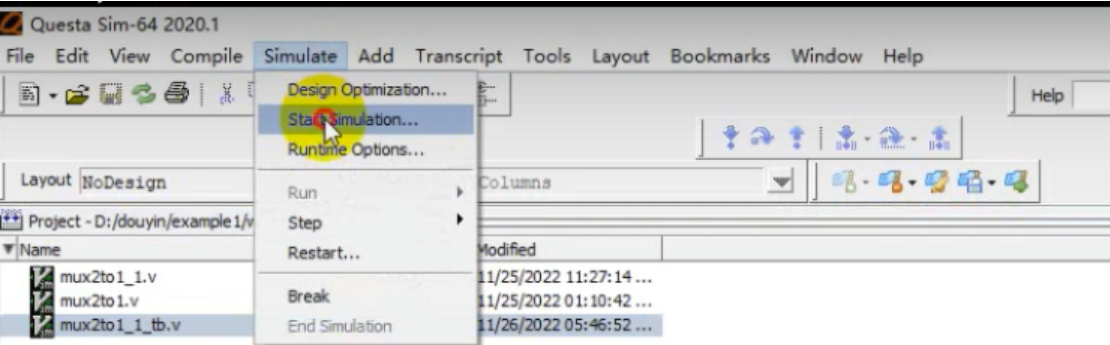 Questa Sim-64 2020.1
File Edit View Compile Simulate Add Transcript Tools Layout Bookmarks Window Help
Design Optimization...
Start Simulation...
Help
Runtime Options...
Layout NoDesign
Columns
Run
Project - D:/douyin/example1/
Step
Name
Restart...
Modified
mux2to1_1.v
11/25/2022 11:27:14 ...
mux2to1.v
Break
11/25/2022 01:10:42 ...
mux2to1_1_tb.v
End Simulation
11/26/2022 05:46:52 ...